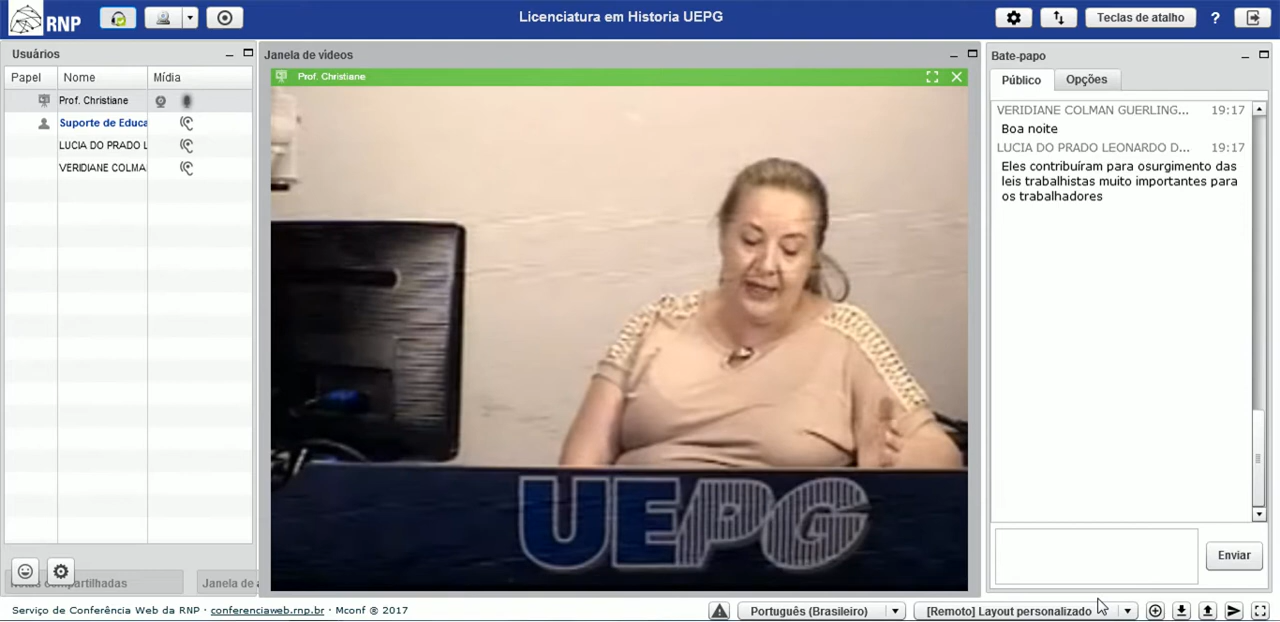 RNP
Licenciatura em Historia UEPG
Teclas de atalho
?
Usuários
Papel Nome Mídia
Prof. Christiane
Suporte de Educa
LUCIA DO PRADO L
VERIDIANE COLMA
Janela de
Janela de vídeos
Prof. Christiane
UEPG
Bate-papo
Público Opções
VERIDIANE COLMAN GUERLING... 19:17
Boa noite
LUCIA DO PRADO LEONARDO D... 19:17
Eles contribuíram para osurgimento das
leis trabalhistas muito importantes para
os trabalhadores
Enviar
Serviço de Conferência Web da RNP · conferenciaweb.rnp.br · Mconf ® 2017
Português (Brasileiro)
[Remoto] Layout personalizado